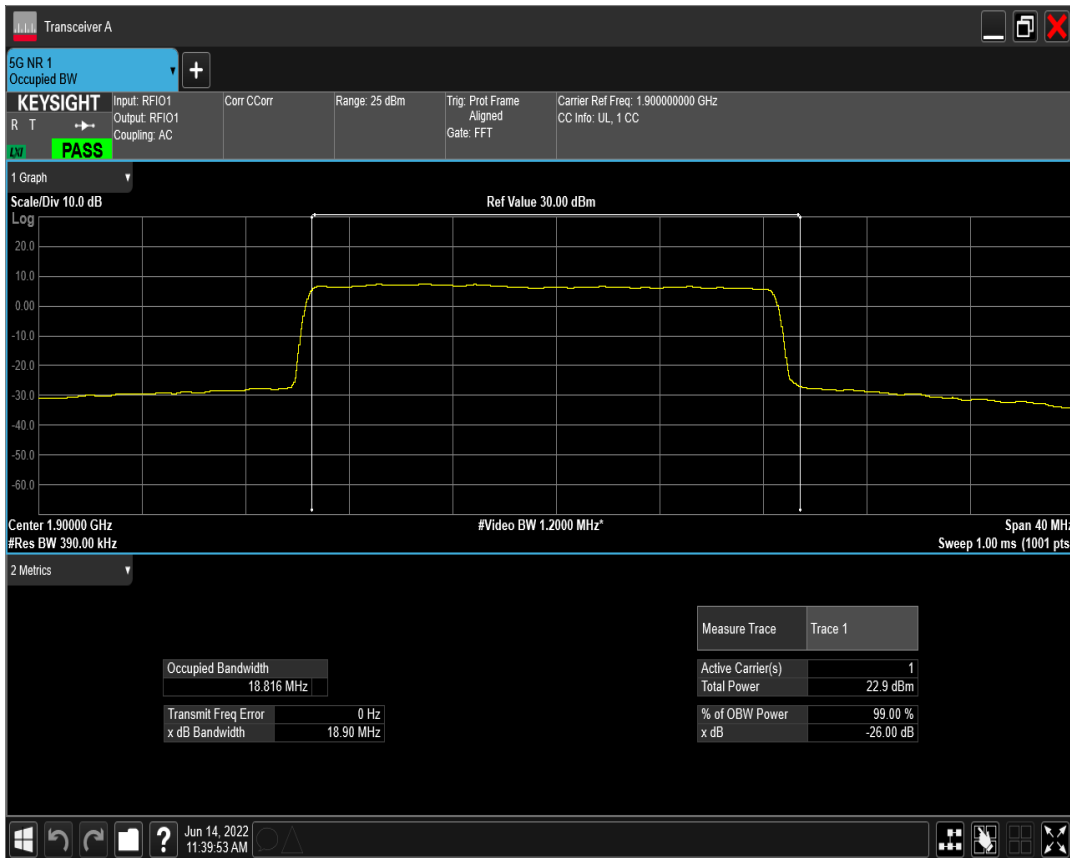 Transceiver A
5G NR 1
Occupied BW
+
KEYSIGHT
R T
LXI
PASS
Input: RFIO1
Output: RFIO1
Coupling: AC
Corr CCorr
Range: 25 dBm
Trig: Prot Frame
Aligned
Gate: FFT
Carrier Ref Freq: 1.900000000 GHz
CC Info: UL, 1 CC
1 Graph
Scale/Div 10.0 dB
Ref Value 30.00 dBm
Log
20.0
10.0
0.00
-10.0
-20.0
-30.0
-40.0
-50.0
-60.0
Center 1.90000 GHz
#Video BW 1.2000 MHz*
Span 40 MHz
#Res BW 390.00 kHz
Sweep 1.00 ms (1001 pts
2 Metrics
Measure Trace Trace 1
Occupied Bandwidth
18.816 MHz
Active Carrier(s) 1
Total Power 22.9 dBm
Transmit Freq Error 0 Hz
x dB Bandwidth 18.90 MHz
% of OBW Power 99.00 %
x dB -26.00 dB
?
Jun 14, 2022
11:39:53 AM